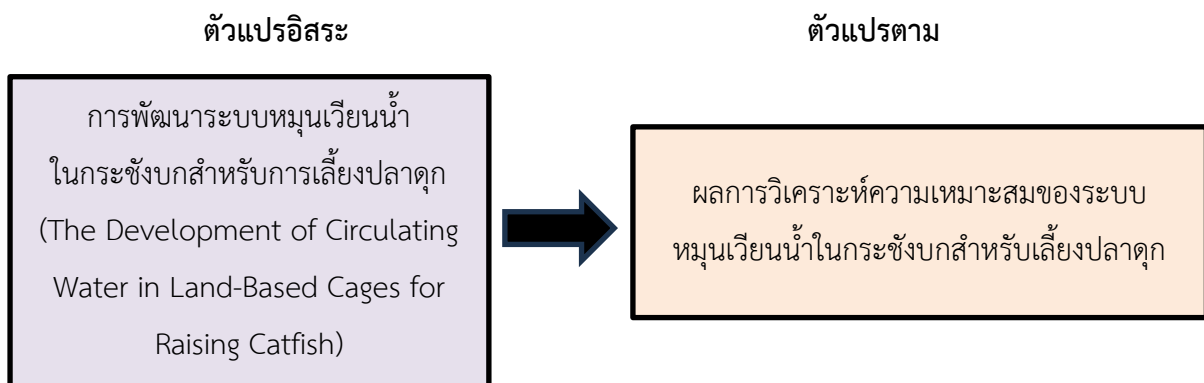 ตัวแปรอิสระ
ตัวแปรตาม
การพัฒนาระบบหมุนเวียนน้ำ
ในกระชังบกสำหรับการเลี้ยงปลาดุก
(The Development of Circulating
Water in Land-Based Cages for
Raising Catfish)
ผลการวิเคราะห์ความเหมาะสมของระบบ
หมุนเวียนน้ำในกระชังบกสำหรับเลี้ยงปลาดุก